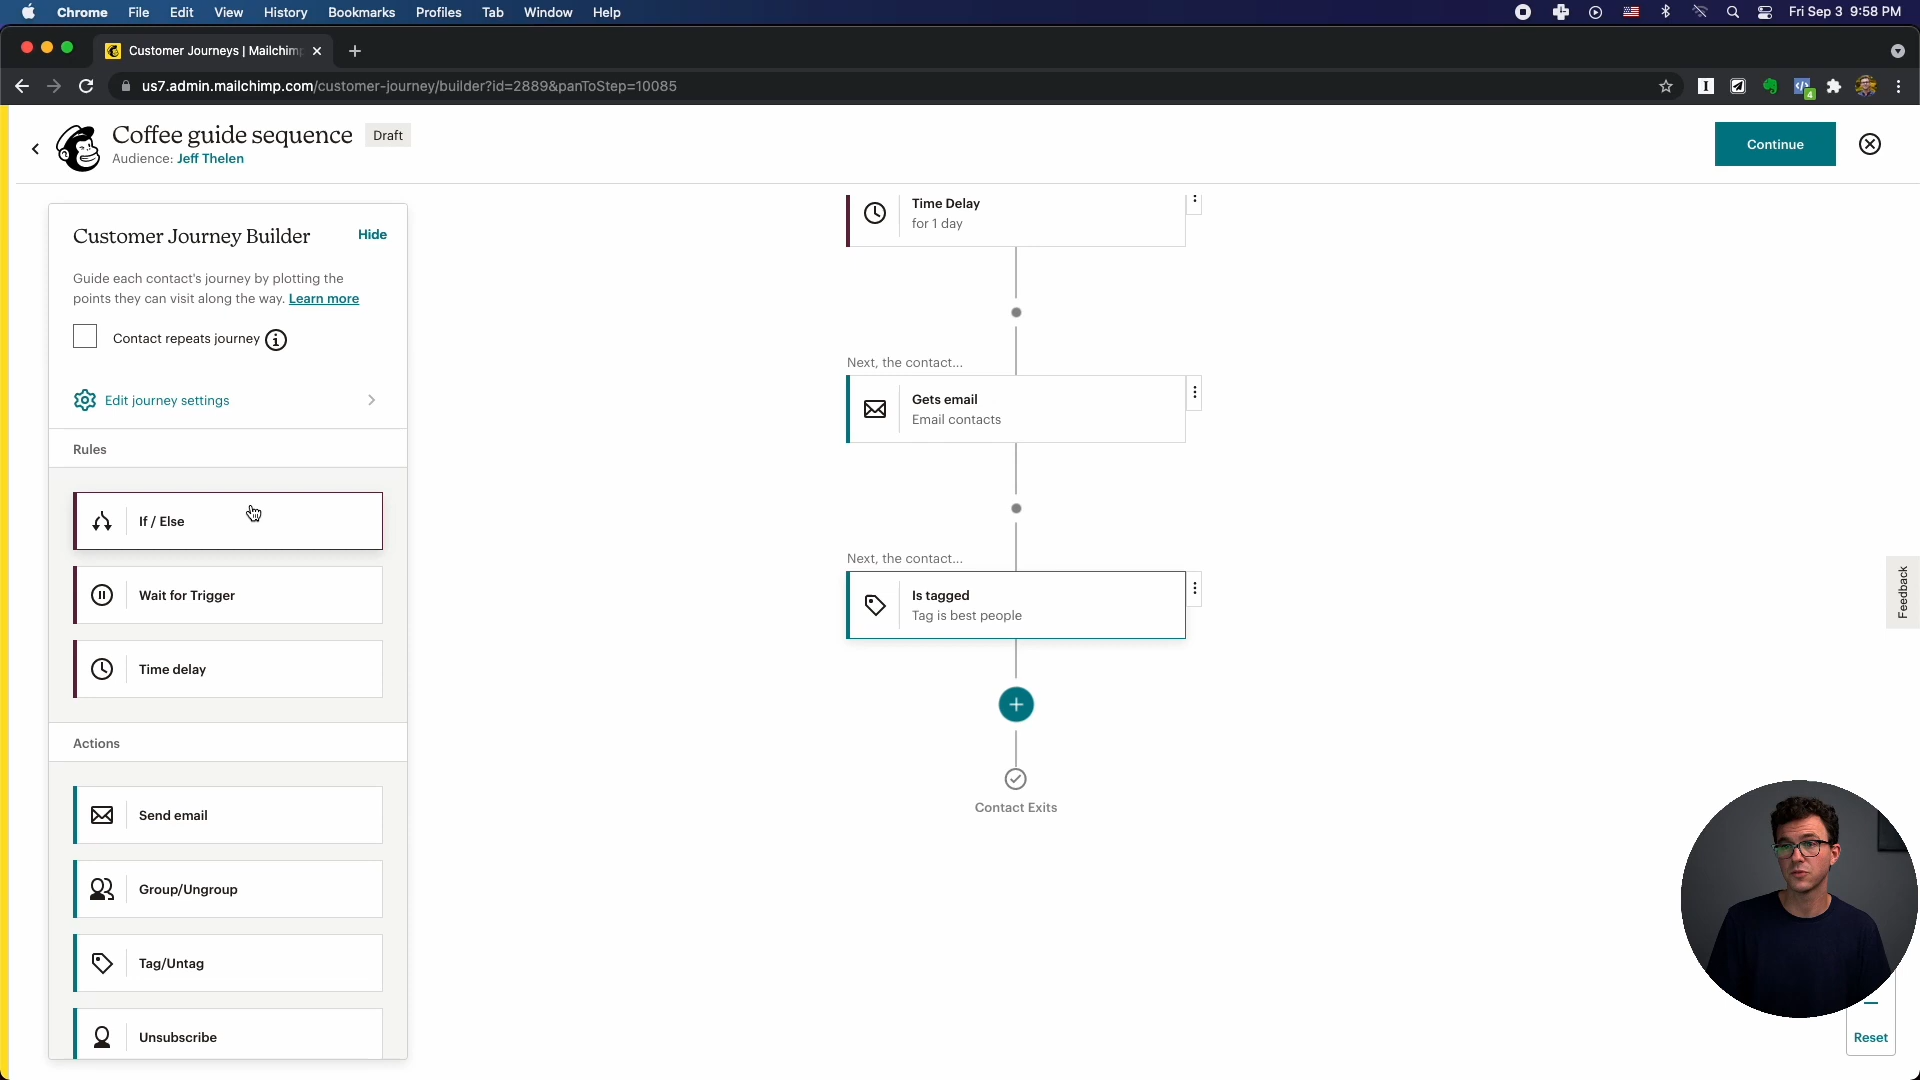 Chrome File Edit View History Bookmarks Profiles Tab Window Help Fri Sep 3 9:58 PM
Customer Journeys | Mailchimp
us7.admin.mailchimp.com/customer-journey/builder?id=2889&panToStep=10085
4
Coffee guide sequence Draft
Audience: Jeff Thelen
Continue
Customer Journey Builder Hide
Guide each contact's journey by plotting the
points they can visit along the way. Learn more
Contact repeats journey
Edit journey settings
Rules
If / Else
Wait for Trigger
Time delay
Actions
Send email
Group/Ungroup
Tag/Untag
Unsubscribe
Time Delay
for 1 day
Next, the contact...
Gets email
Email contacts
Next, the contact...
Is tagged
Tag is best people
Contact Exits
Feedback
Reset